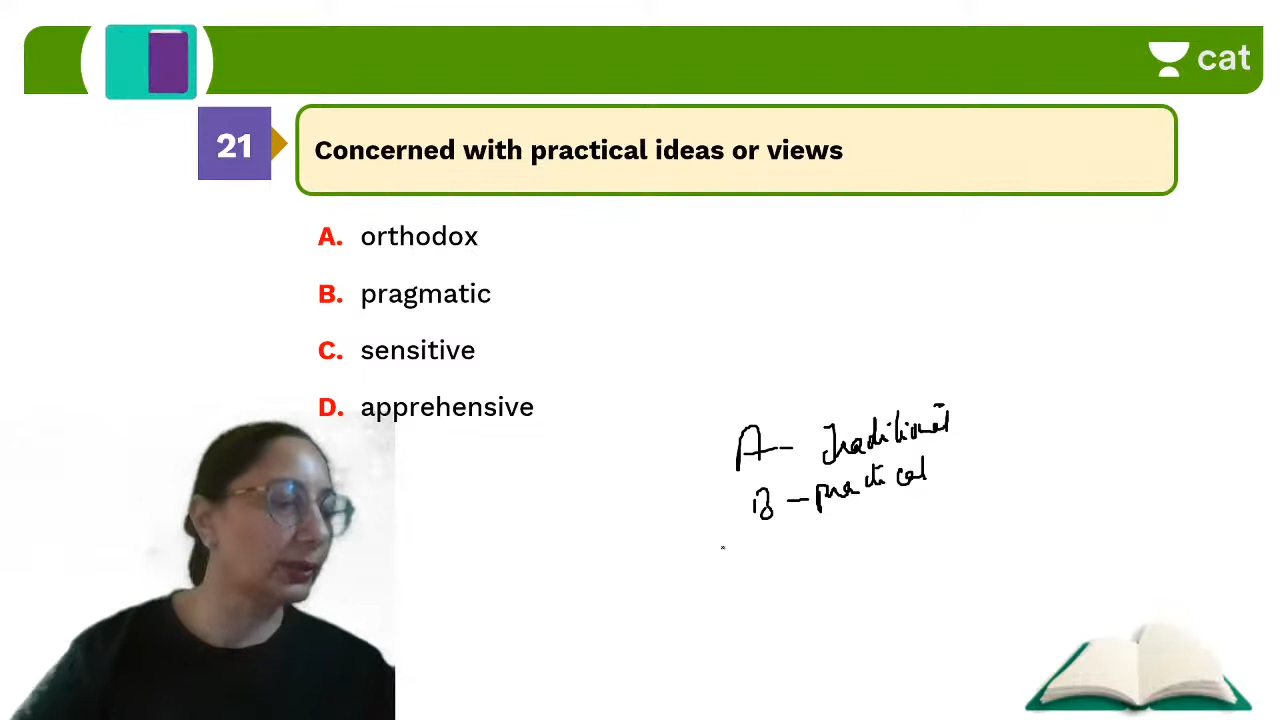 cat
21
Concerned with practical ideas or views
A. orthodox
B. pragmatic
C. sensitive
D. apprehensive
A - Traditional
B - practical